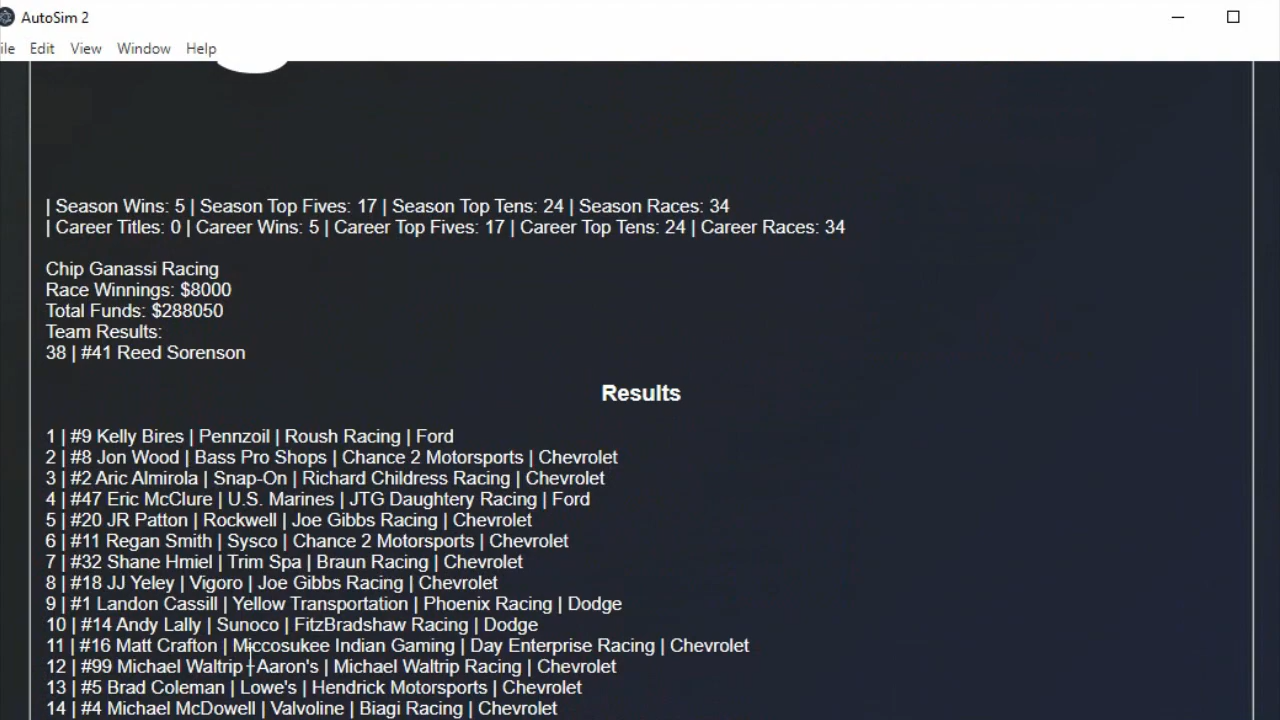 AutoSim 2
ile Edit View Window Help
| Season Wins: 5 | Season Top Fives: 17 | Season Top Tens: 24 | Season Races: 34
| Career Titles: 0 | Career Wins: 5 | Career Top Fives: 17 | Career Top Tens: 24 | Career Races: 34
Chip Ganassi Racing
Race Winnings: $8000
Total Funds: $288050
Team Results:
38 | #41 Reed Sorenson
Results
1 | #9 Kelly Bires | Pennzoil | Roush Racing | Ford
2 | #8 Jon Wood | Bass Pro Shops | Chance 2 Motorsports | Chevrolet
3 | #2 Aric Almirola | Snap-On | Richard Childress Racing | Chevrolet
4 | #47 Eric McClure | U.S. Marines | JTG Daughtery Racing | Ford
5 | #20 JR Patton | Rockwell | Joe Gibbs Racing | Chevrolet
6 | #11 Regan Smith | Sysco | Chance 2 Motorsports | Chevrolet
7 | #32 Shane Hmiel | Trim Spa | Braun Racing | Chevrolet
8 | #18 JJ Yeley | Vigoro | Joe Gibbs Racing | Chevrolet
9 | #1 Landon Cassill | Yellow Transportation | Phoenix Racing | Dodge
10 | #14 Andy Lally | Sunoco | FitzBradshaw Racing | Dodge
11 | #16 Matt Crafton | Miccosukee Indian Gaming | Day Enterprise Racing | Chevrolet
12 | #99 Michael Waltrip | Aaron's | Michael Waltrip Racing | Chevrolet
13 | #5 Brad Coleman | Lowe's | Hendrick Motorsports | Chevrolet
14 | #4 Michael McDowell | Valvoline | Biagi Racing | Chevrolet